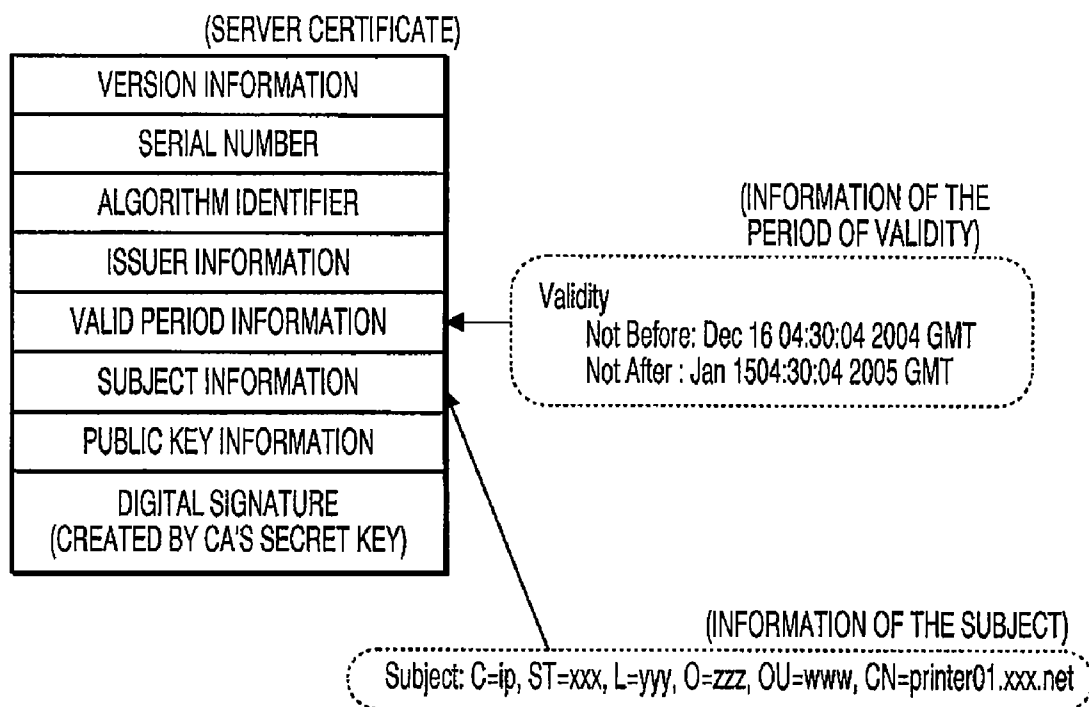 (SERVER CERTIFICATE)
VERSION INFORMATION
SERIAL NUMBER
ALGORITHM IDENTIFIER
ISSUER INFORMATION
VALID PERIOD INFORMATION
SUBJECT INFORMATION
PUBLIC KEY INFORMATION
DIGITAL SIGNATURE
(CREATED BY CA'S SECRET KEY)
(INFORMATION OF THE
PERIOD OF VALIDITY)
Validity
Not Before: Dec 16 04:30:04 2004 GMT
Not After : Jan 1504:30:04 2005 GMT
(INFORMATION OF THE SUBJECT)
Subject: C=ip, ST=xxx, L=yyy, O=zzz, OU=www, CN=printer01.xxx.net